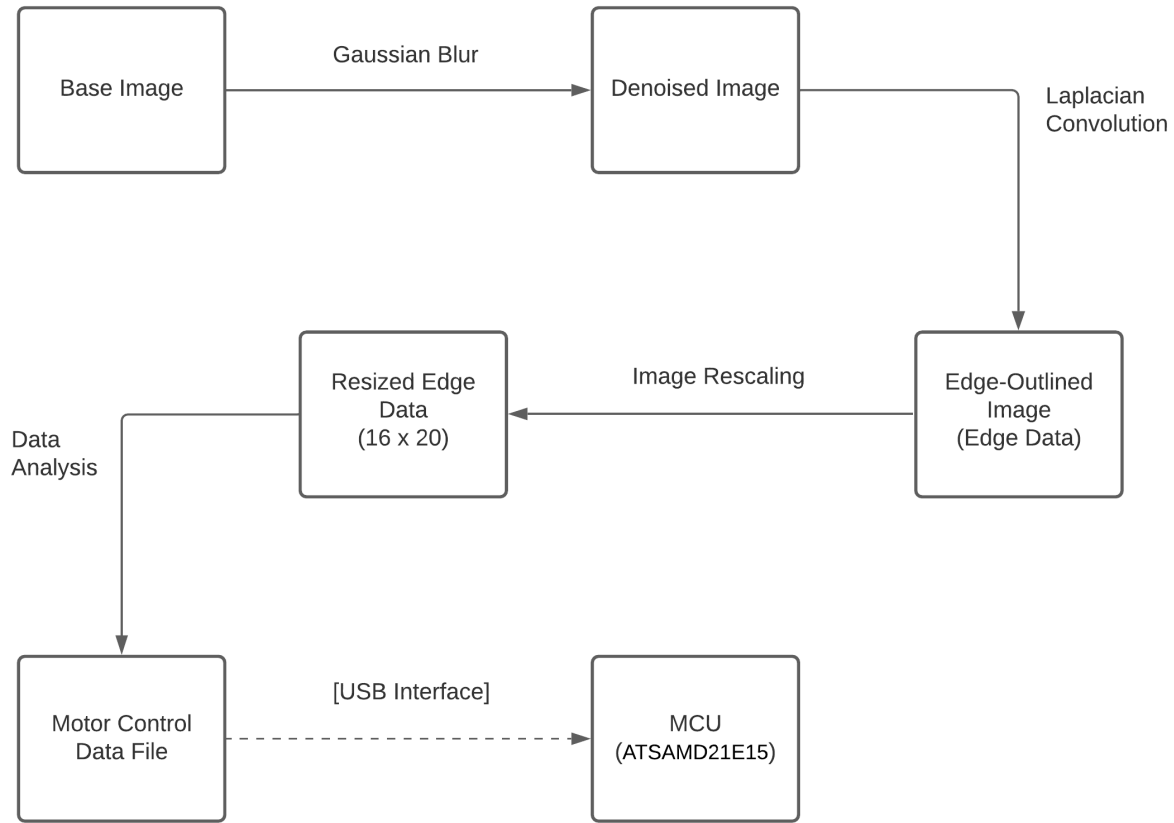 Gaussian Blur
Base Image
Denoised Image
Laplacian
Convolution
Image Rescaling
Resized Edge
Data
(16 x 20)
Edge-Outlined
Image
(Edge Data)
Data
Analysis
[USB Interface]
Motor Control
Data File
MCU
(ATSAMD21E15)